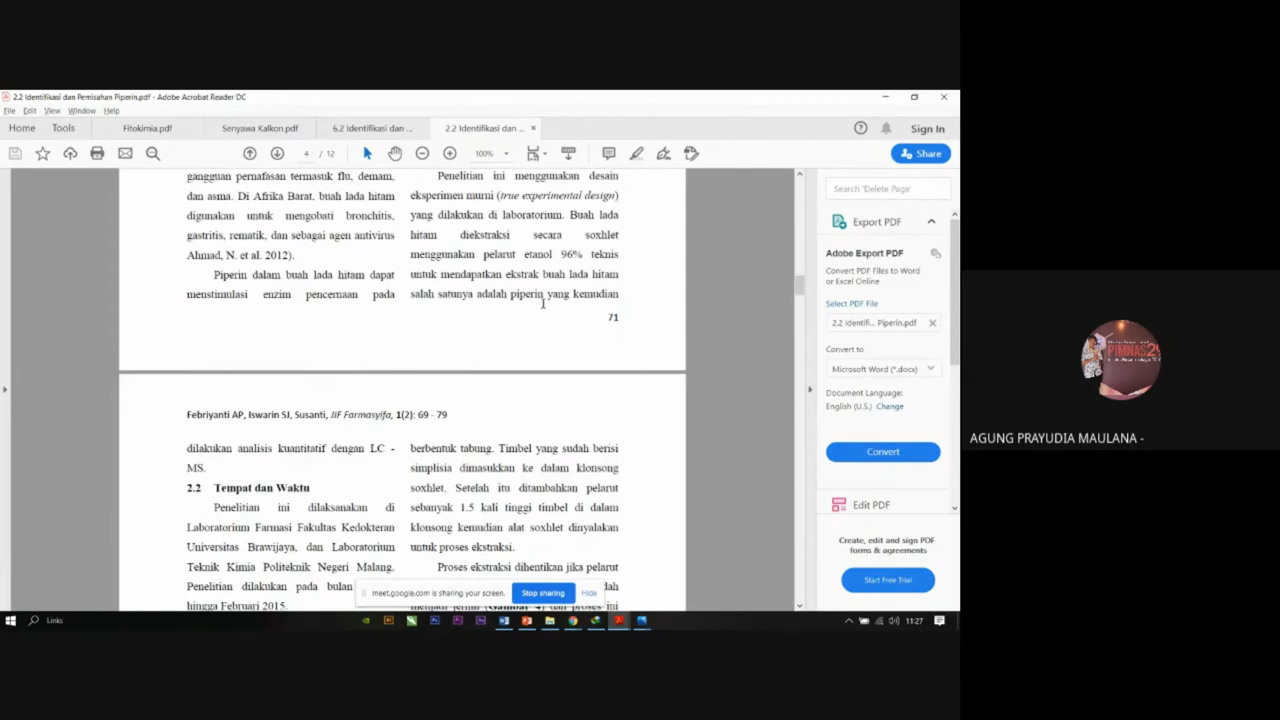 2.2 Identifikasi dan Pemisahan Piperin.pdf - Adobe Acrobat Reader DC
File Edit View Window Help
Home Tools Fitokimia.pdf Senyawa Kalkon.pdf 6.2 Identifikasi dan ... 2.2 Identifikasi dan ... Sign In
4 / 12 100% Share
gangguan pernafasan termasuk flu, demam,
dan asma. Di Afrika Barat, buah lada hitam
digunakan untuk mengobati bronchitis,
gastritis, rematik, dan sebagai agen antivirus
Ahmad, N. et al. 2012).
Piperin dalam buah lada hitam dapat
menstimulasi enzim pencernaan pada
Penelitian ini menggunakan desain
eksperimen murni (true experimental design)
yang dilakukan di laboratorium. Buah lada
hitam diekstraksi secara soxhlet
menggunakan pelarut etanol 96% teknis
untuk mendapatkan ekstrak buah lada hitam
salah satunya adalah piperin yang kemudian
71
Febriyanti AP, Iswarin SJ, Susanti, JIF Farmasyifa, 1(2): 69 - 79
dilakukan analisis kuantitatif dengan LC -
MS.
2.2 Tempat dan Waktu
Penelitian ini dilaksanakan di
Laboratorium Farmasi Fakultas Kedokteran
Universitas Brawijaya, dan Laboratorium
Teknik Kimia Politeknik Negeri Malang.
Penelitian dilakukan pada bulan
hingga Februari 2015.
berbentuk tabung. Timbel yang sudah berisi
simplisia dimasukkan ke dalam klonsong
soxhlet. Setelah itu ditambahkan pelarut
sebanyak 1.5 kali tinggi timbel di dalam
klonsong kemudian alat soxhlet dinyalakan
untuk proses ekstraksi.
Proses ekstraksi dihentikan jika pelarut
menjadi jernih (Gambar 4) dan proses ini
meet.google.com is sharing your screen. Stop sharing Hide
Search 'Delete Page'
Export PDF
Adobe Export PDF
Convert PDF Files to Word
or Excel Online
Select PDF File
2.2 Identifi... Piperin.pdf
Convert to
Microsoft Word (*.docx)
Document Language:
English (U.S.) Change
Convert
Edit PDF
Create, edit and sign PDF
forms & agreements
Start Free Trial
Links
11:27
PIMNAS29
AGUNG PRAYUDIA MAULANA -